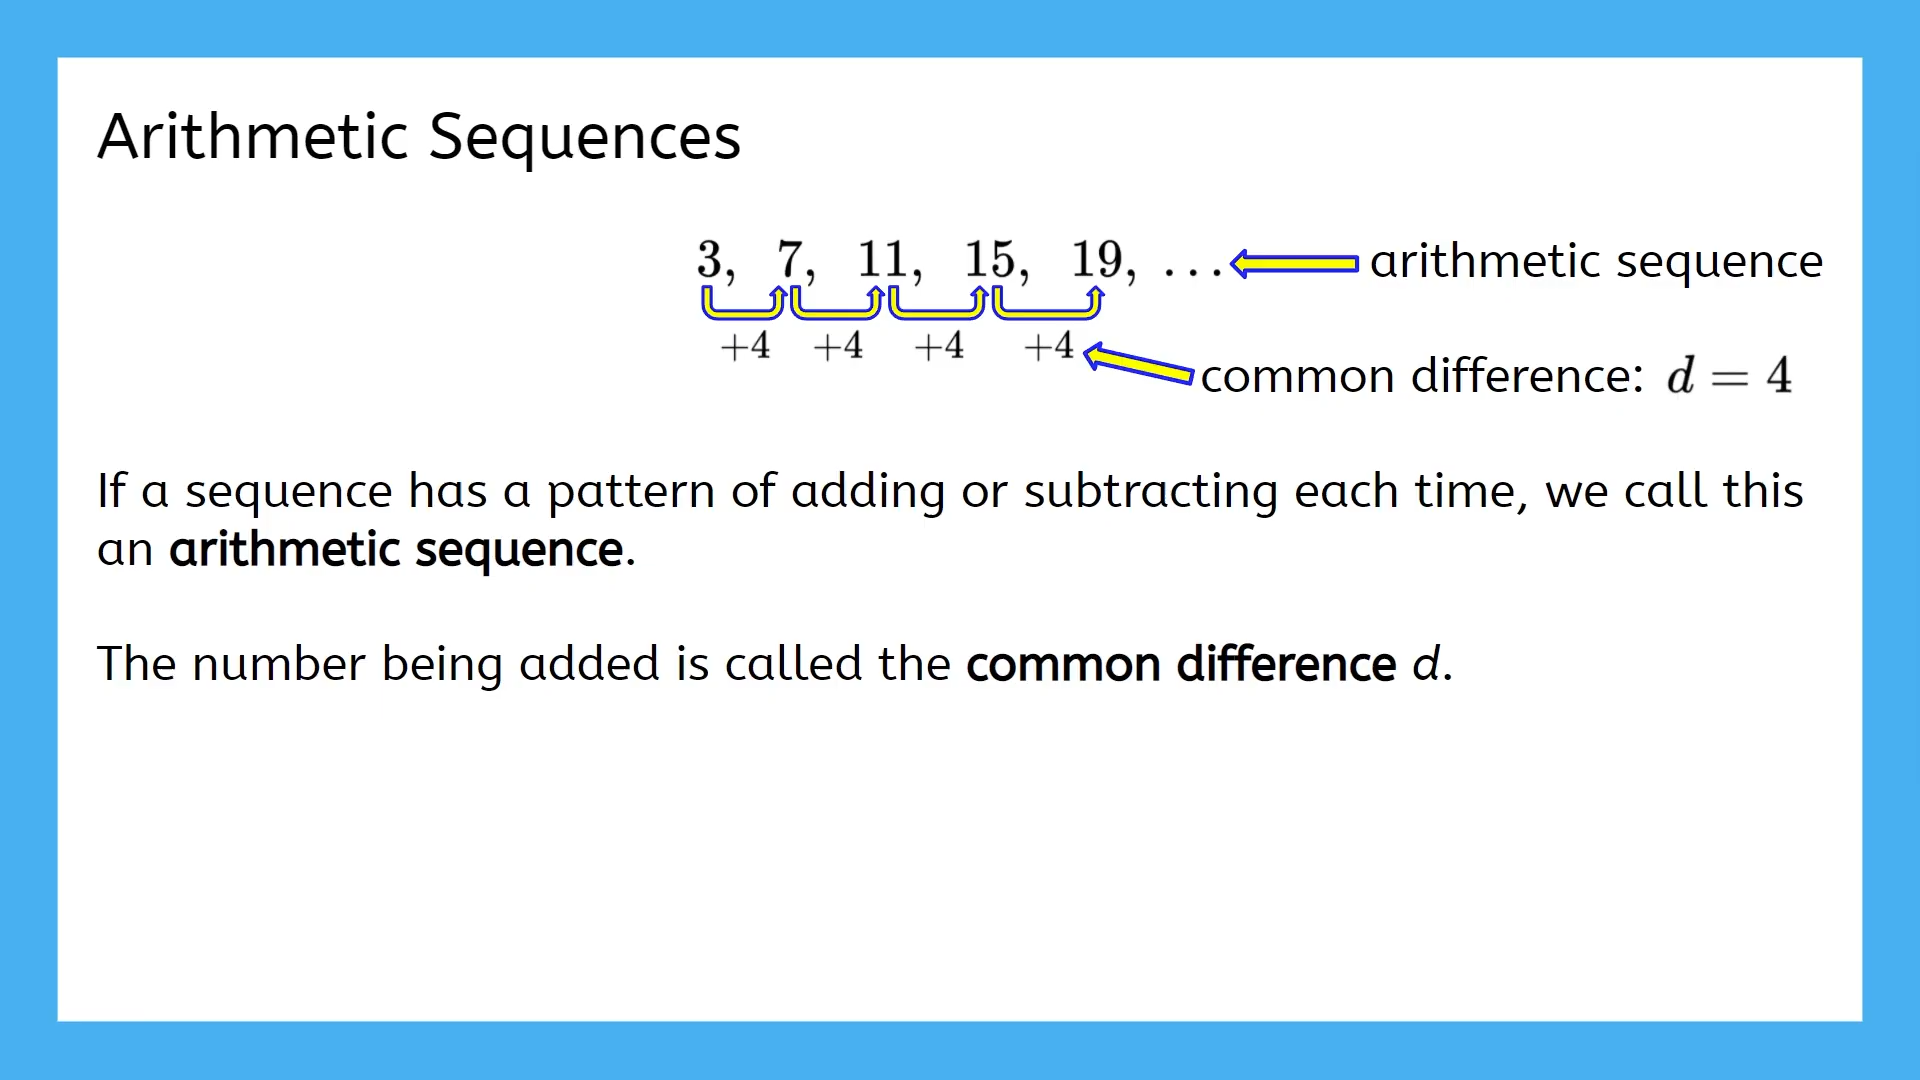 Arithmetic Sequences
3, 7, 11, 15, 19, ... arithmetic sequence
+4 +4 +4 +4
common difference: d = 4
If a sequence has a pattern of adding or subtracting each time, we call this
an arithmetic sequence.
The number being added is called the common difference d.